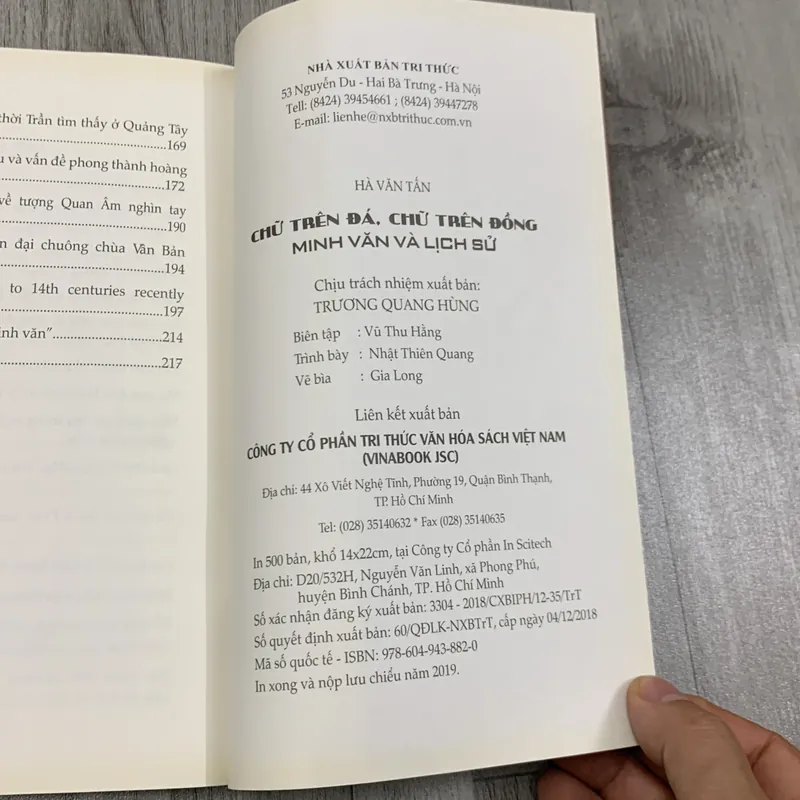 thời Trần tìm thấy ở Quảng Tây
169
và vấn đề phong thành hoàng
172
về tượng Quan Âm nghìn tay
190
đại chuông chùa Vân Bản
194
to 14th centuries recently
197
214
217
NHÀ XUẤT BẢN TRI THỨC
53 Nguyễn Du - Hai Bà Trưng - Hà Nội
Tell: (8424) 39454661 ; (8424) 39447278
E-mail: lienhe@nxbtrithuc.com.vn
HÀ VĂN TẤN
CHỮ TRÊN ĐÁ, CHỮ TRÊN ĐỒNG
MINH VĂN VÀ LỊCH SỬ
Chịu trách nhiệm xuất bản:
TRƯƠNG QUANG HÙNG
Biên tập : Vũ Thu Hằng
Trình bày : Nhật Thiên Quang
Vẽ bìa : Gia Long
Liên kết xuất bản
CÔNG TY CỔ PHẦN TRI THỨC VĂN HÓA SÁCH VIỆT NAM
(VINABOOK JSC)
Địa chỉ: 44 Xô Viết Nghệ Tĩnh, Phường 19, Quận Bình Thạnh,
TP. Hồ Chí Minh
Tel: (028) 35140632 * Fax (028) 35140635
In 500 bản, khổ 14x22cm, tại Công ty Cổ phần In Scitech
Địa chỉ: D20/532H, Nguyễn Văn Linh, xã Phong Phú,
huyện Bình Chánh, TP. Hồ Chí Minh
Số xác nhận đăng ký xuất bản: 3304 - 2018/CXBIPH/12-35/TrT
Số quyết định xuất bản: 60/QĐLK-NXBTrT, cấp ngày 04/12/2018
Mã số quốc tế - ISBN: 978-604-943-882-0
In xong và nộp lưu chiểu năm 2019.